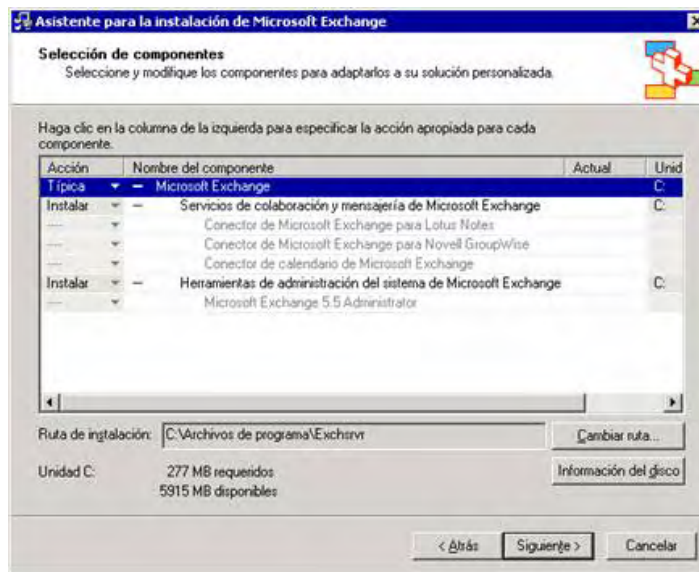 Asistente para la instalación de Microsoft Exchange
Selección de componentes
Seleccione y modifique los componentes para adaptarlos a su solución personalizada.
Haga clic en la columna de la izquierda para especificar la acción apropiada para cada
componente.
Acción Nombre del componente Actual Unid
Típica Microsoft Exchange C:
Instalar Servicios de colaboración y mensajería de Microsoft Exchange C:
Conector de Microsoft Exchange para Lotus Notes
Conector de Microsoft Exchange para Novell GroupWise
Conector de calendario de Microsoft Exchange
Instalar Herramientas de administración del sistema de Microsoft Exchange C:
Microsoft Exchange 5.5 Administrator
Ruta de instalación: C:\Archivos de programa\Exchsrvr Cambiar ruta...
Unidad C: 277 MB requeridos Información del disco
5915 MB disponibles
< Atrás Siguiente > Cancelar